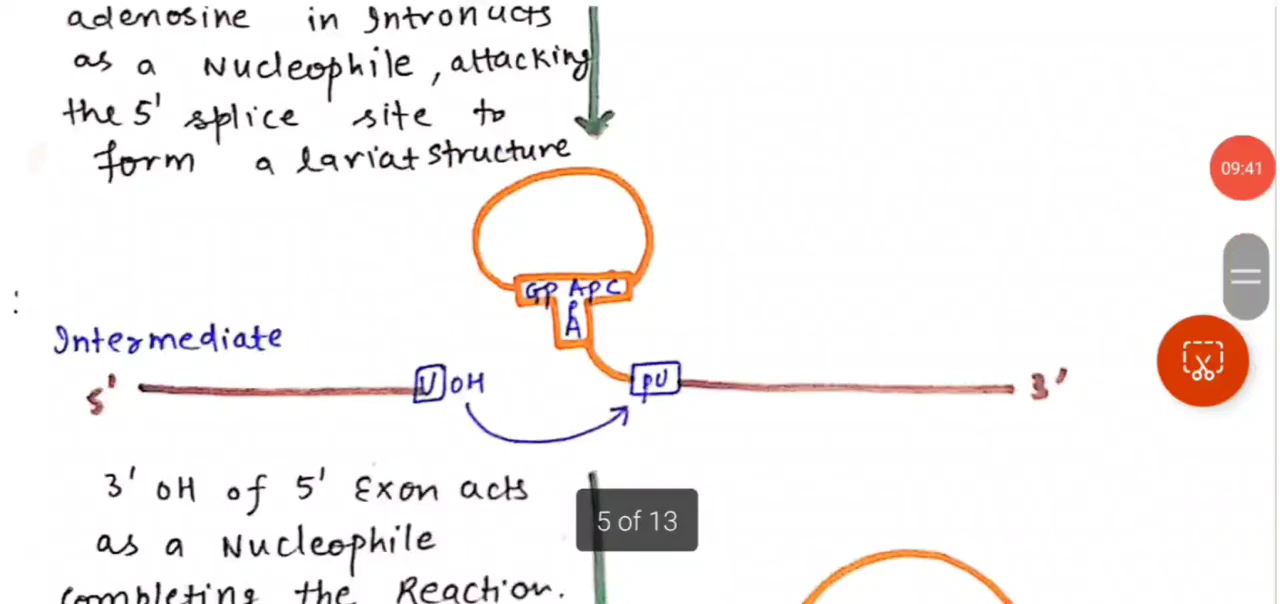 adenosine in Intron acts
as a Nucleophile, attacking
the 5' splice site to
form a lariat structure
09:41
GP APC
P
A
:
Intermediate
5' U OH PU 3'
3' OH of 5' Exon acts
5 of 13
as a Nucleophile
completing the Reaction.